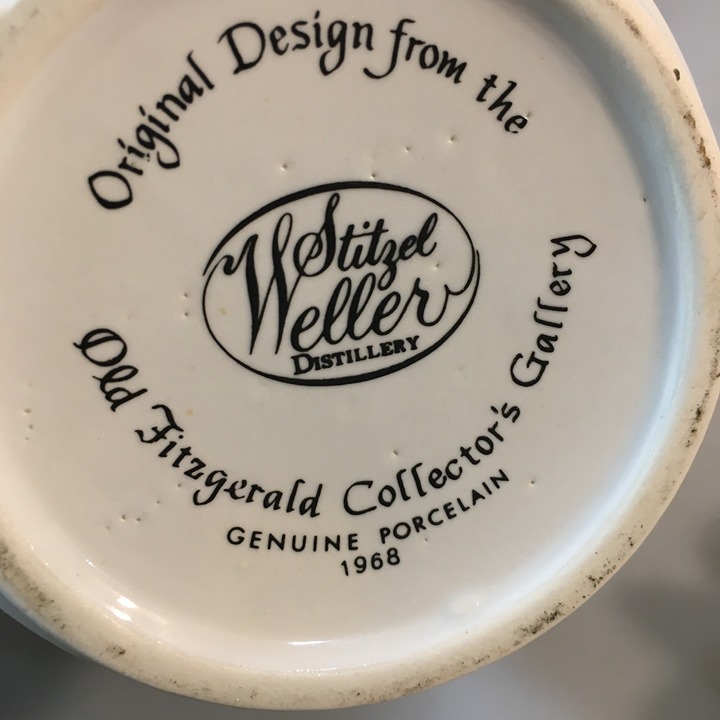 Original Design from the
Stitzel
Weller
DISTILLERY
Old Fitzgerald Collector's Gallery
GENUINE PORCELAIN
1968